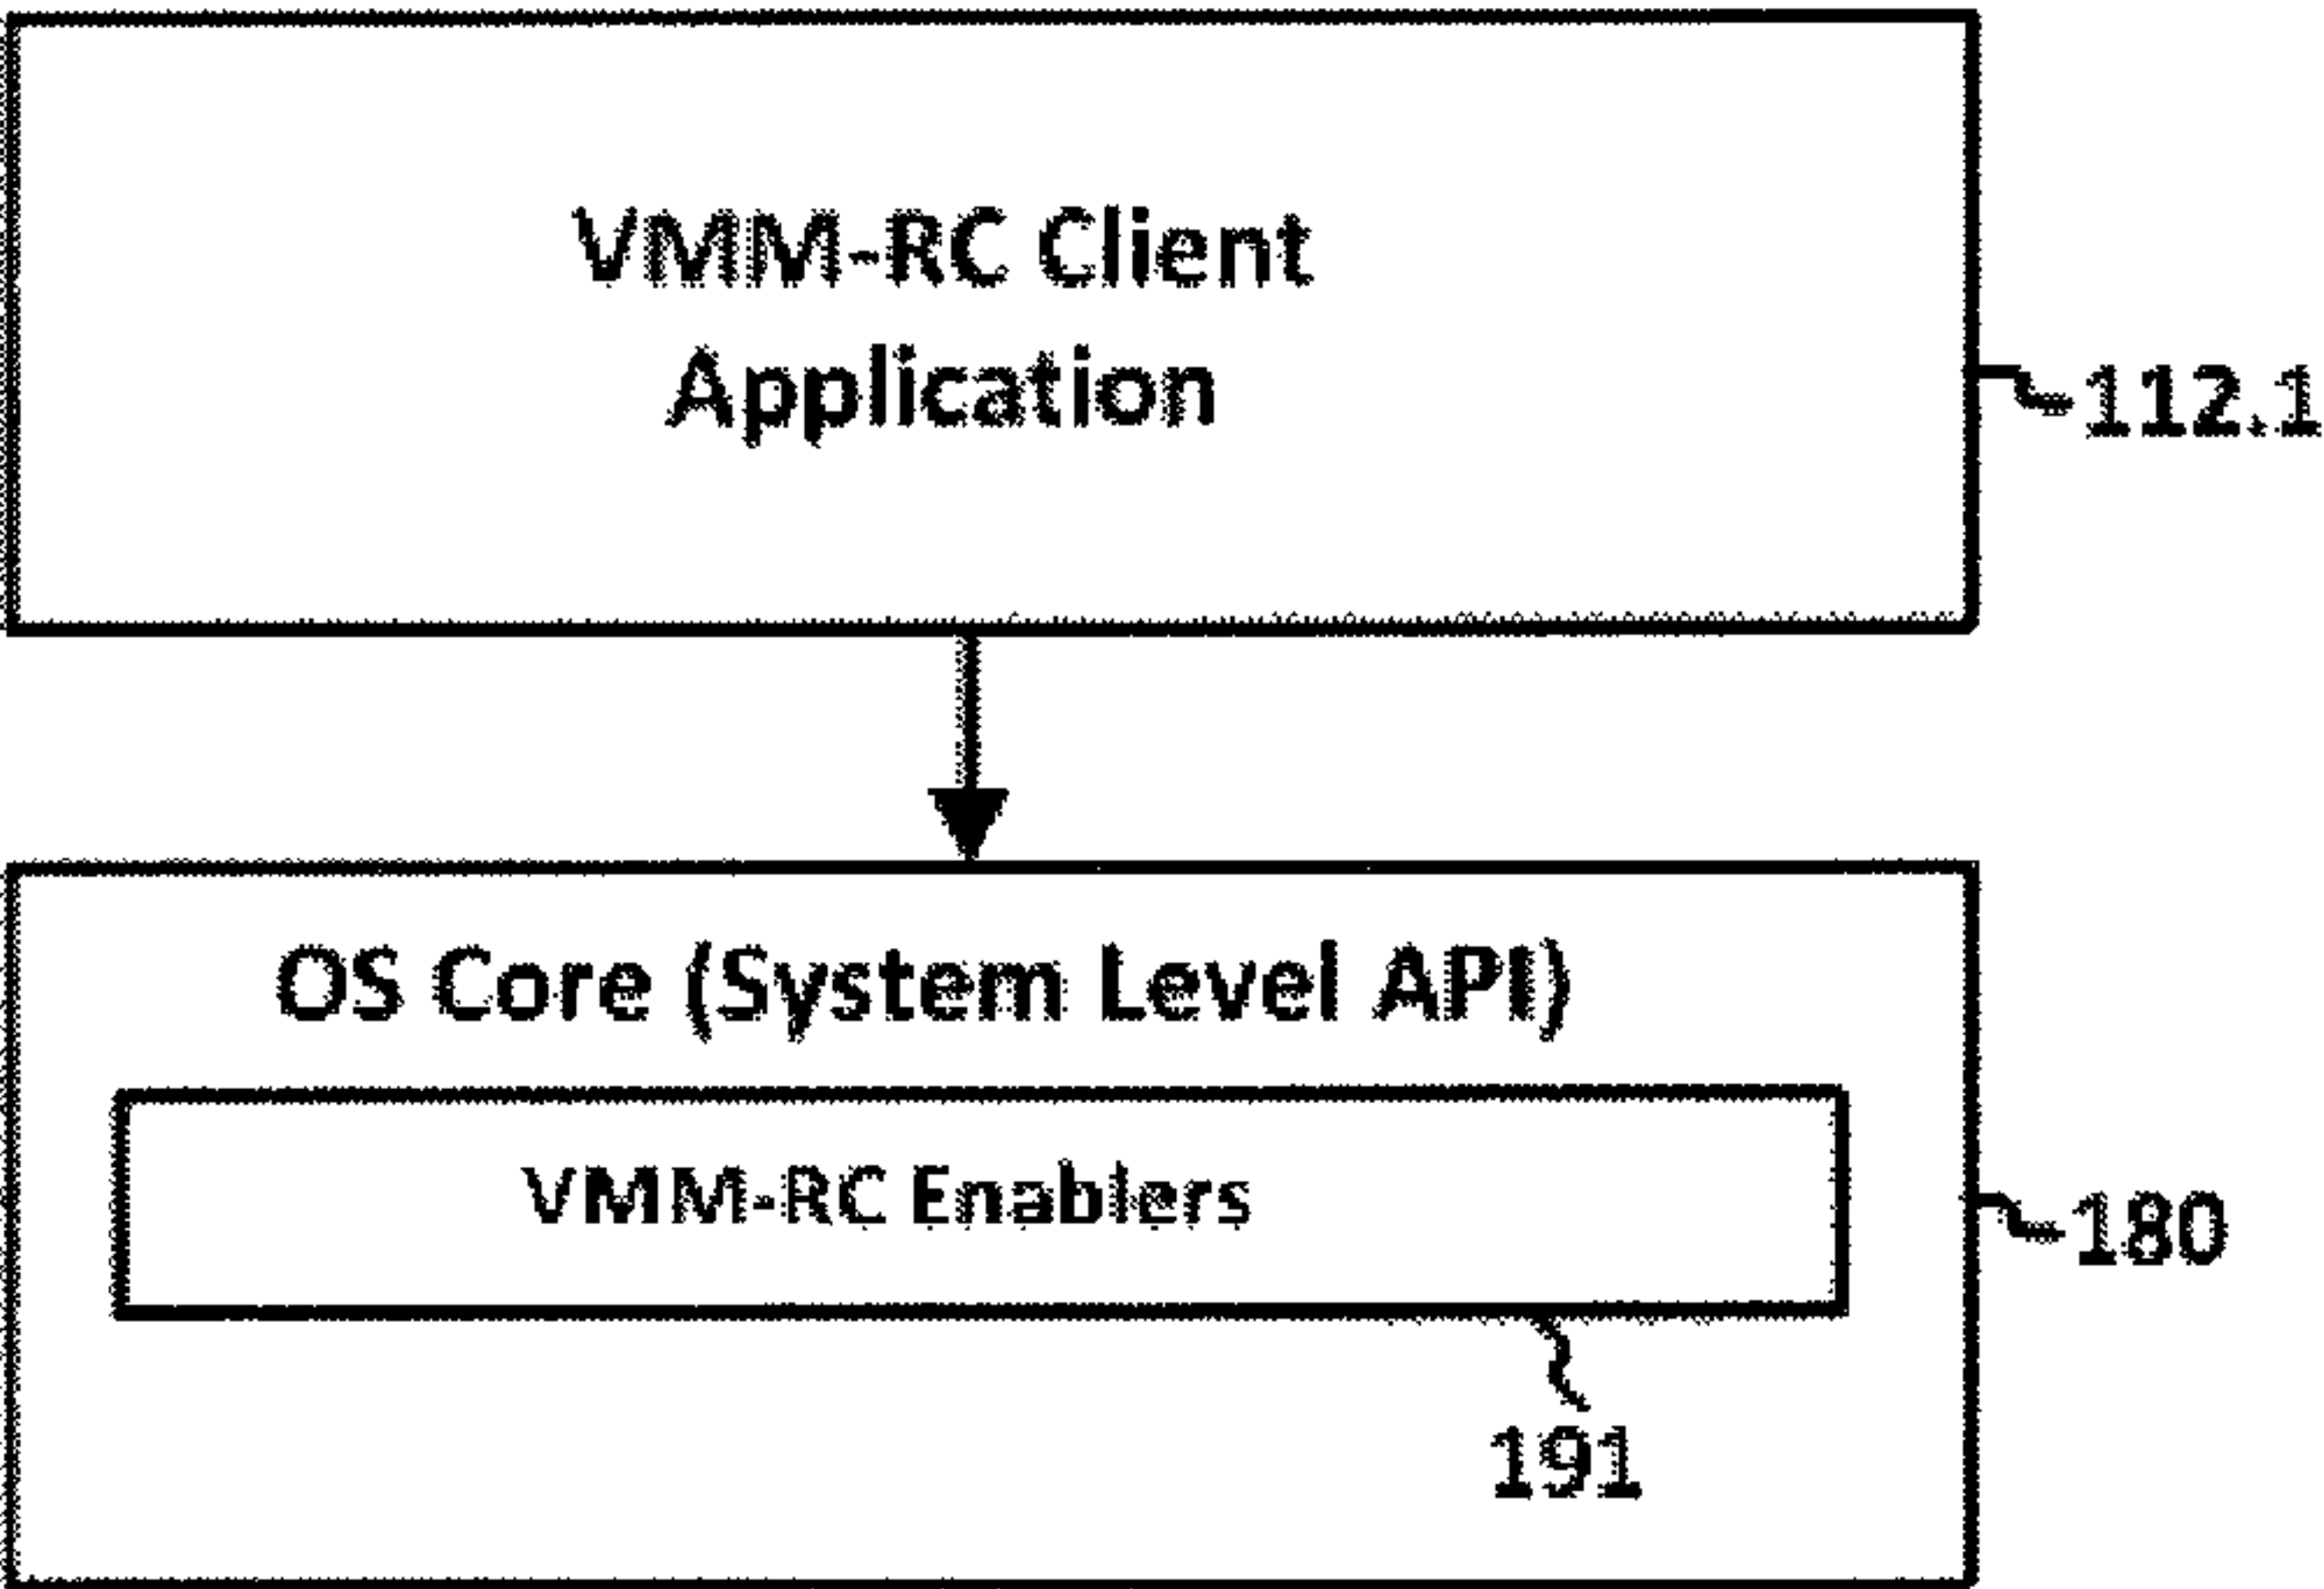 VMM-RC Client
Application
112.1
OS Core (System Level API)
VMM-RC Enablers
180
191